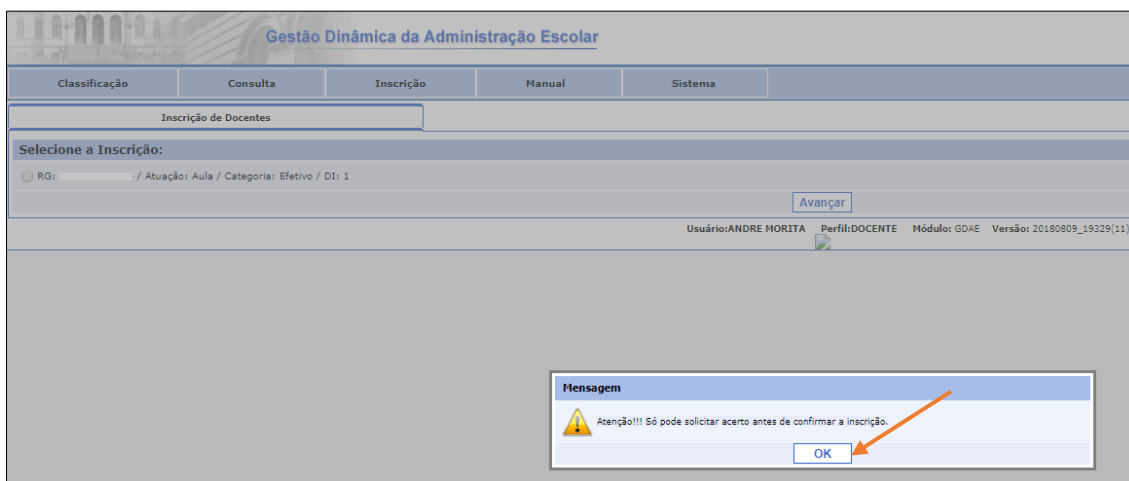 Gestão Dinâmica da Administração Escolar
Classificação Consulta Inscrição Manual Sistema
Inscrição de Docentes
Selecione a Inscrição:
RG: / Atuação: Aula / Categoria: Efetivo / DI: 1
Avançar
Usuário:ANDRE MORITA Perfil:DOCENTE Módulo: GDAE Versão: 20180809_19329(11)
Mensagem
Atenção!!! Só pode solicitar acerto antes de confirmar a inscrição.
OK